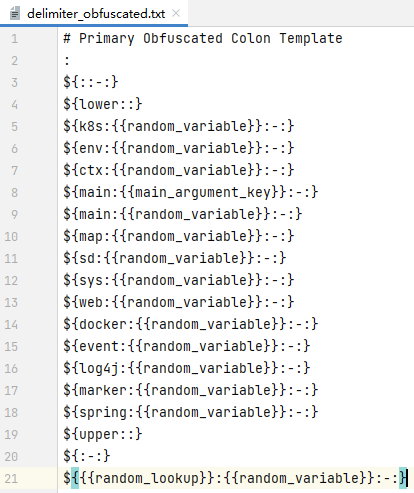 delimiter_obfuscated.txt
1 # Primary Obfuscated Colon Template
2 :
3 ${::-:}
4 ${lower::}
5 ${k8s:{{random_variable}}:-:}
6 ${env:{{random_variable}}:-:}
7 ${ctx:{{random_variable}}:-:}
8 ${main:{{main_argument_key}}:-:}
9 ${main:{{random_variable}}:-:}
10 ${map:{{random_variable}}:-:}
11 ${sd:{{random_variable}}:-:}
12 ${sys:{{random_variable}}:-:}
13 ${web:{{random_variable}}:-:}
14 ${docker:{{random_variable}}:-:}
15 ${event:{{random_variable}}:-:}
16 ${log4j:{{random_variable}}:-:}
17 ${marker:{{random_variable}}:-:}
18 ${spring:{{random_variable}}:-:}
19 ${upper::}
20 ${:-:}
21 ${{{random_lookup}}:{{random_variable}}:-:}